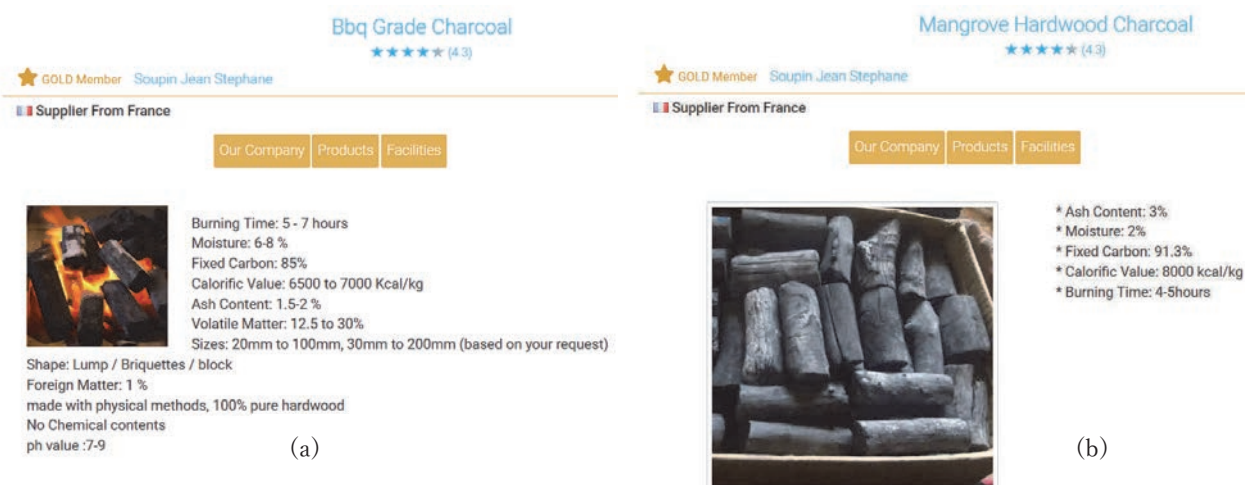 Bbq Grade Charcoal
★★★★★ (4.3)
GOLD Member Soupin Jean Stephane
Supplier From France
Our Company Products Facilities
Burning Time: 5 - 7 hours
Moisture: 6-8 %
Fixed Carbon: 85%
Calorific Value: 6500 to 7000 Kcal/kg
Ash Content: 1.5-2 %
Volatile Matter: 12.5 to 30%
Sizes: 20mm to 100mm, 30mm to 200mm (based on your request)
Shape: Lump / Briquettes / block
Foreign Matter: 1 %
made with physical methods, 100% pure hardwood
No Chemical contents
ph value :7-9
(a)
Mangrove Hardwood Charcoal
★★★★★ (4.3)
GOLD Member Soupin Jean Stephane
Supplier From France
Our Company Products Facilities
* Ash Content: 3%
* Moisture: 2%
* Fixed Carbon: 91.3%
* Calorific Value: 8000 kcal/kg
* Burning Time: 4-5hours
(b)